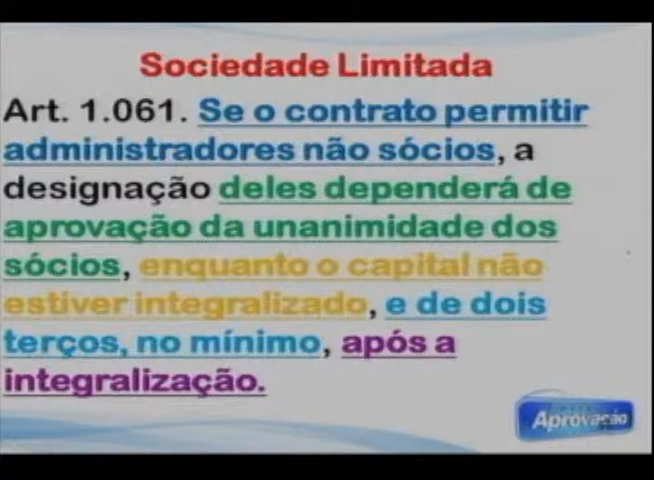 Sociedade Limitada
Art. 1.061. Se o contrato permitir
administradores não sócios, a
designação deles dependerá de
aprovação da unanimidade dos
sócios, enquanto o capital não
estiver integralizado, e de dois
terços, no mínimo, após a
integralização.
Aprovação